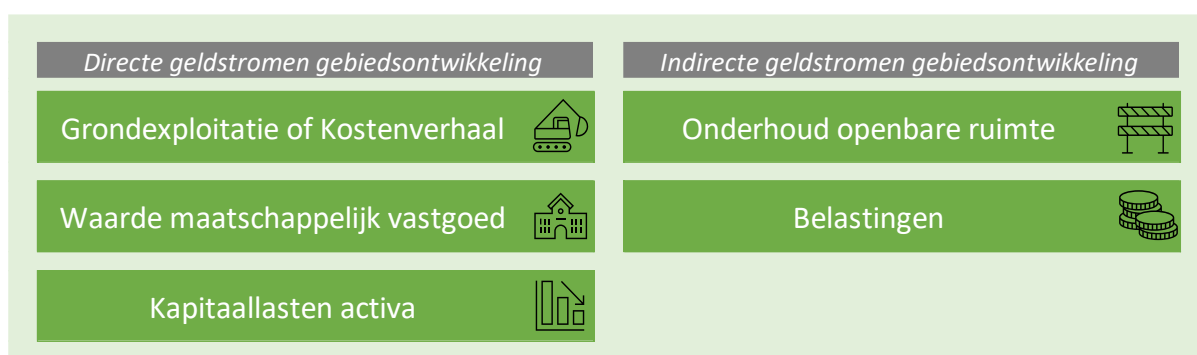 Directe geldstromen gebiedsontwikkeling
Grondexploitatie of Kostenverhaal
Waarde maatschappelijk vastgoed
Kapitaallasten activa
Indirecte geldstromen gebiedsontwikkeling
Onderhoud openbare ruimte
Belastingen